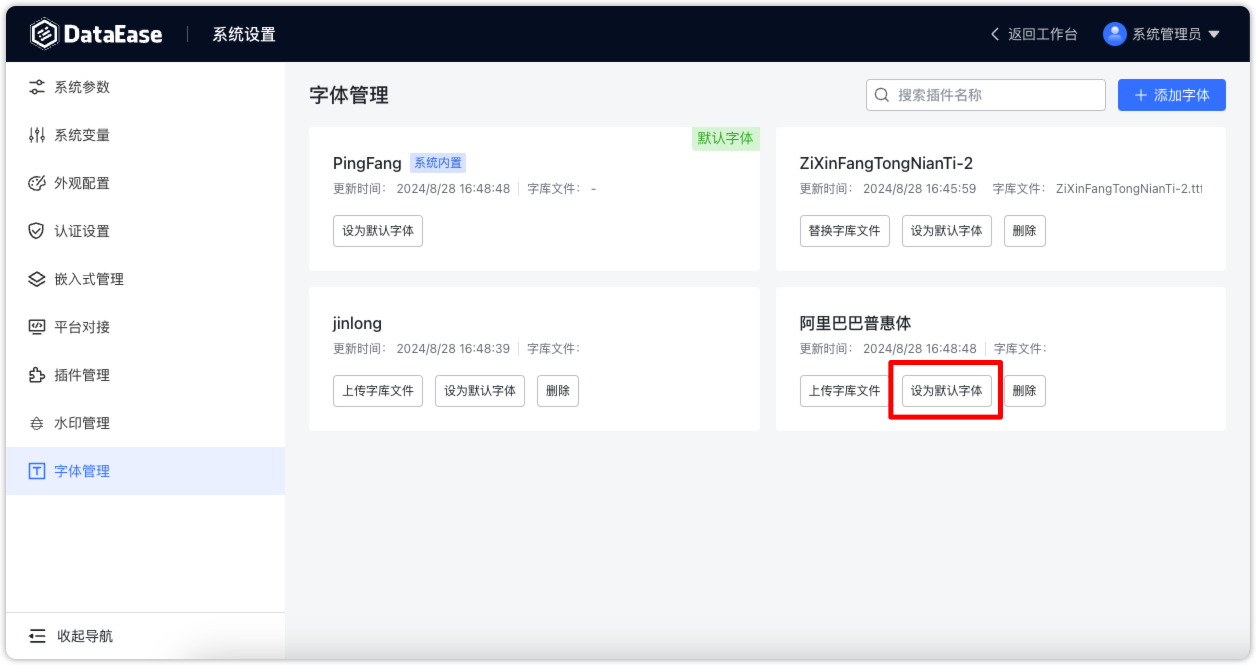 DataEase
系统设置
返回工作台
系统管理员
系统参数
系统变量
外观配置
认证设置
嵌入式管理
平台对接
插件管理
水印管理
字体管理
收起导航
字体管理
搜索插件名称
添加字体
默认字体
PingFang 系统内置
更新时间: 2024/8/28 16:48:48 字库文件: -
设为默认字体
ZiXinFangTongNianTi-2
更新时间: 2024/8/28 16:45:59 字库文件: ZiXinFangTongNianTi-2.ttf
替换字库文件 设为默认字体 删除
jinlong
更新时间: 2024/8/28 16:48:39 字库文件:
上传字库文件 设为默认字体 删除
阿里巴巴普惠体
更新时间: 2024/8/28 16:48:48 字库文件:
上传字库文件 设为默认字体 删除